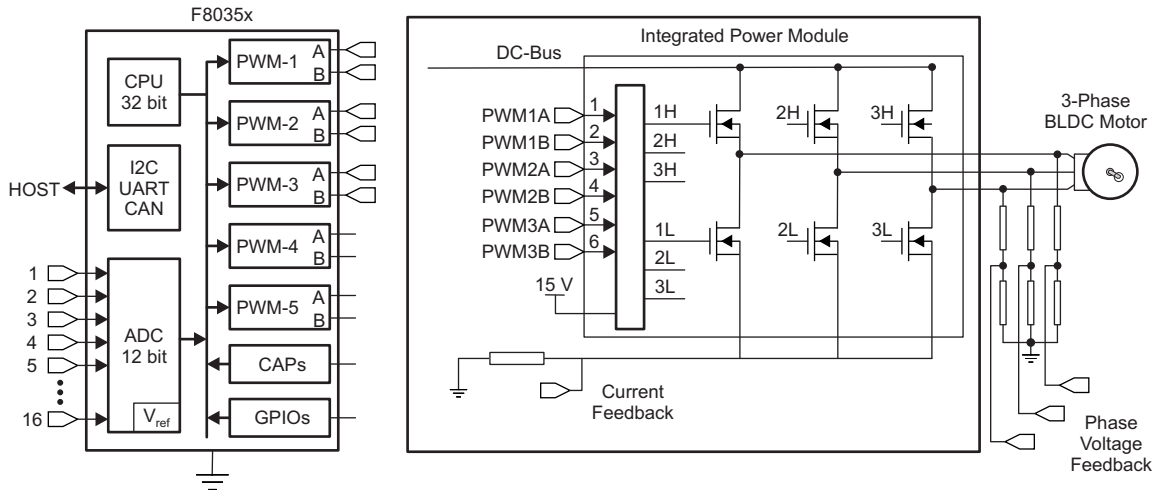 F8035x
CPU
32 bit
I2C
UART
CAN
HOST
ADC
12 bit
Vref
1
2
3
4
5
16
PWM-1
A
B
PWM-2
A
B
PWM-3
A
B
PWM-4
A
B
PWM-5
A
B
CAPs
GPIOs
DC-Bus
Integrated Power Module
PWM1A
1
PWM1B
2
PWM2A
3
PWM2B
4
PWM3A
5
PWM3B
6
15 V
1H
2H
3H
1L
2L
3L
2H
3H
2L
3L
Current
Feedback
3-Phase
BLDC Motor
Phase
Voltage
Feedback